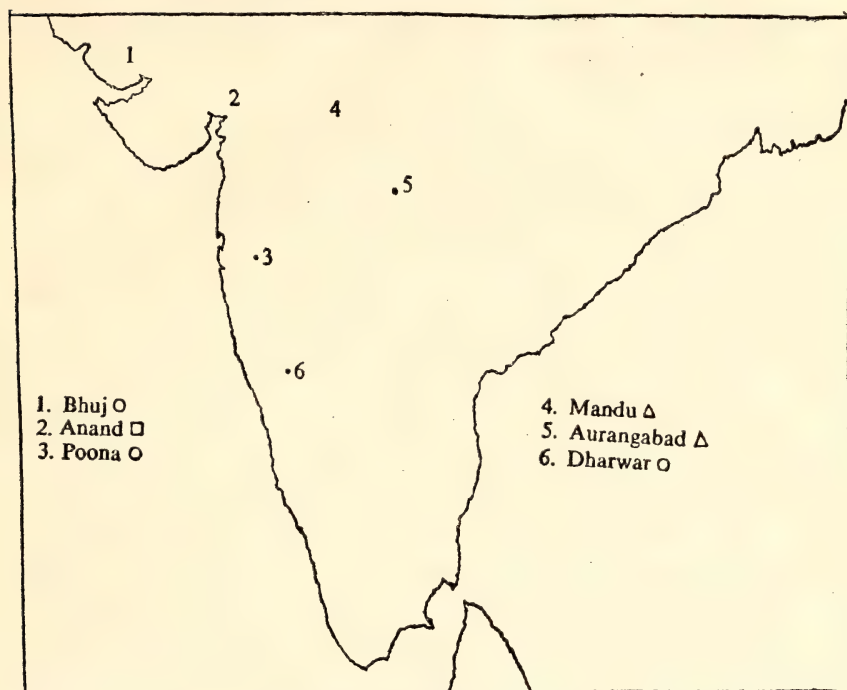 1
2
4
5
3
6
1. Bhuj O
2. Anand □
3. Poona O
4. Mandu Δ
5. Aurangabad Δ
6. Dharwar O